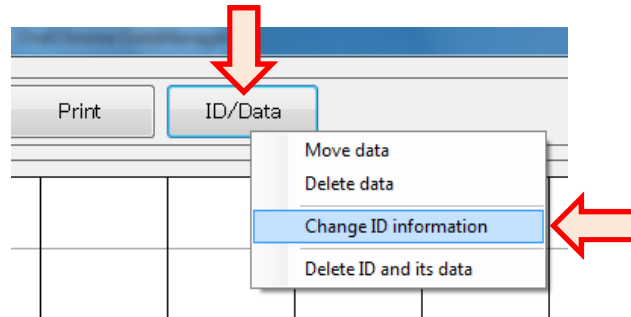 Print
ID/Data
Move data
Delete data
Change ID information
Delete ID and its data